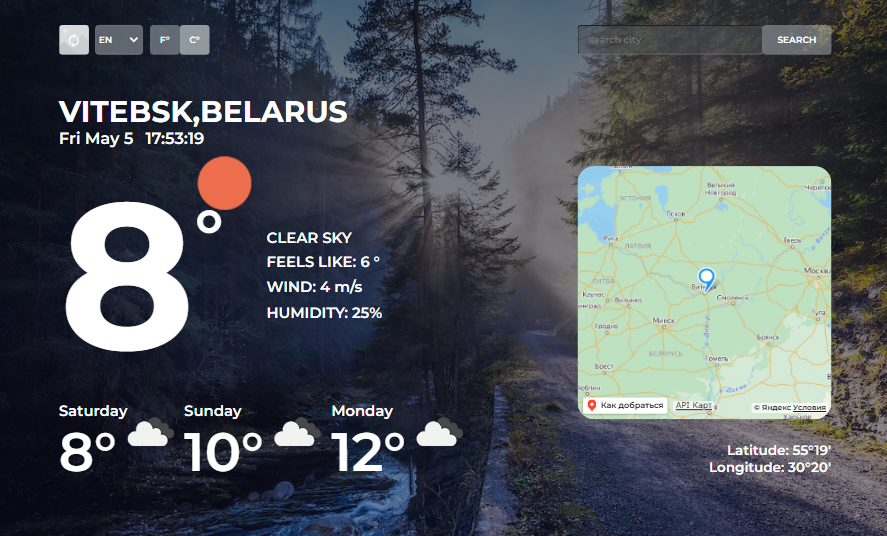 EN
F° C°
search city
SEARCH
VITEBSK,BELARUS
Fri May 5 17:53:19
8°
CLEAR SKY
FEELS LIKE: 6 °
WIND: 4 m/s
HUMIDITY: 25%
Saturday
8°
Sunday
10°
Monday
12°
Великий
Новгород
ЭСТОНИЯ
Псков
Рига
ЛАТВИЯ
Тверь
Москва
ЛИТВА
Каунас
Вильнюс
Смоленск
Минск
Тула
Гродно
Брянск
БЕЛАРУСЬ
Брест
Гомель
Как добраться
API Карт
© Яндекс Условия
Харьков
Latitude: 55°19'
Longitude: 30°20'